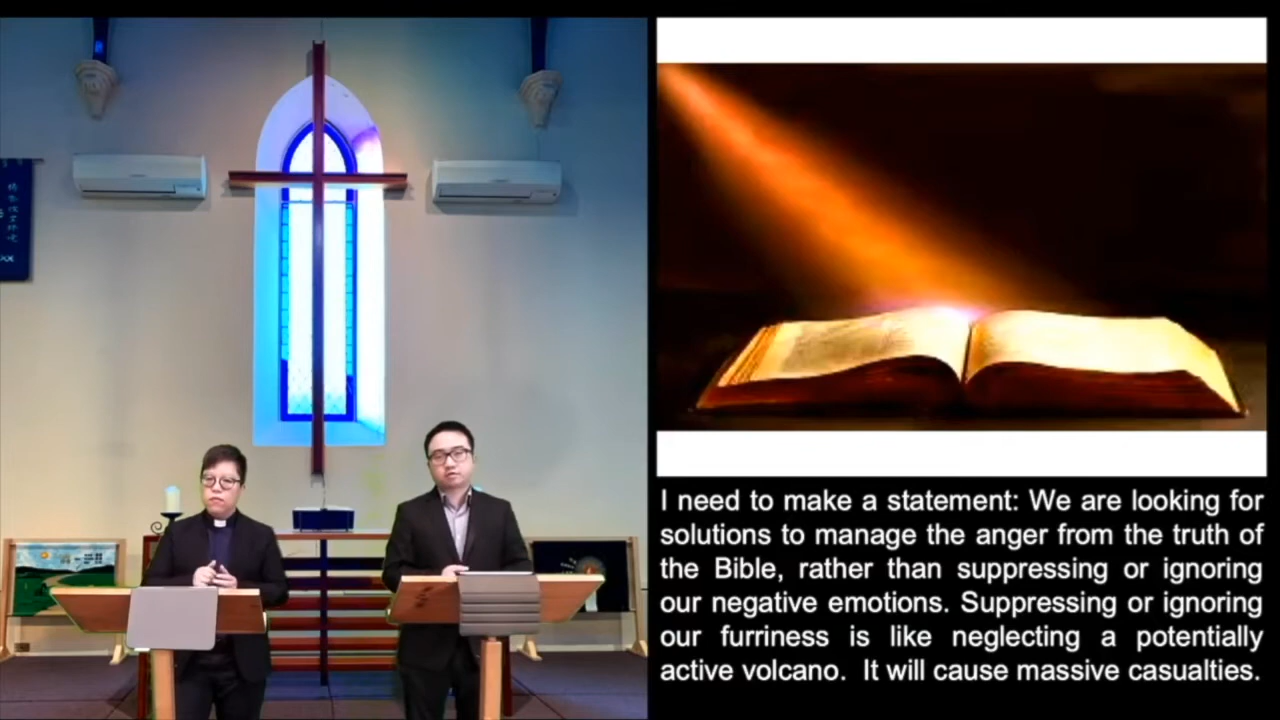 I need to make a statement: We are looking for
solutions to manage the anger from the truth of
the Bible, rather than suppressing or ignoring
our negative emotions. Suppressing or ignoring
our furriness is like neglecting a potentially
active volcano. It will cause massive casualties.